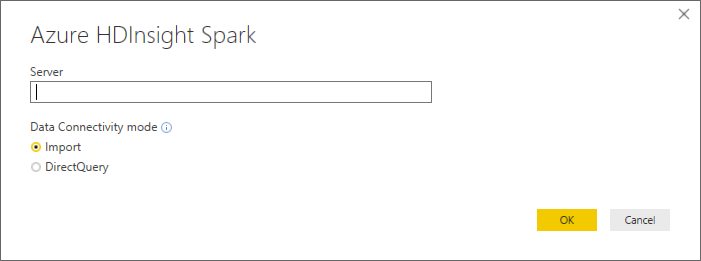 Azure HDInsight Spark
Server
Data Connectivity mode
Import
DirectQuery
OK Cancel